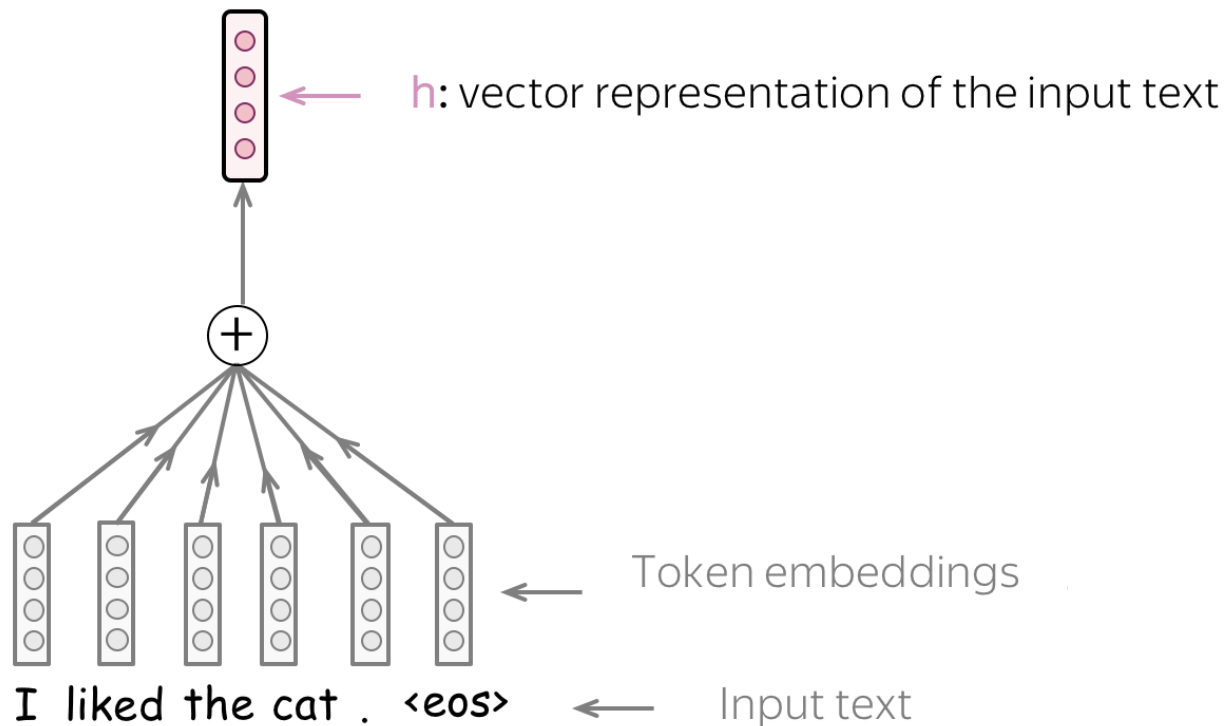 h: vector representation of the input text
+
Token embeddings
I liked the cat . <eos>
Input text